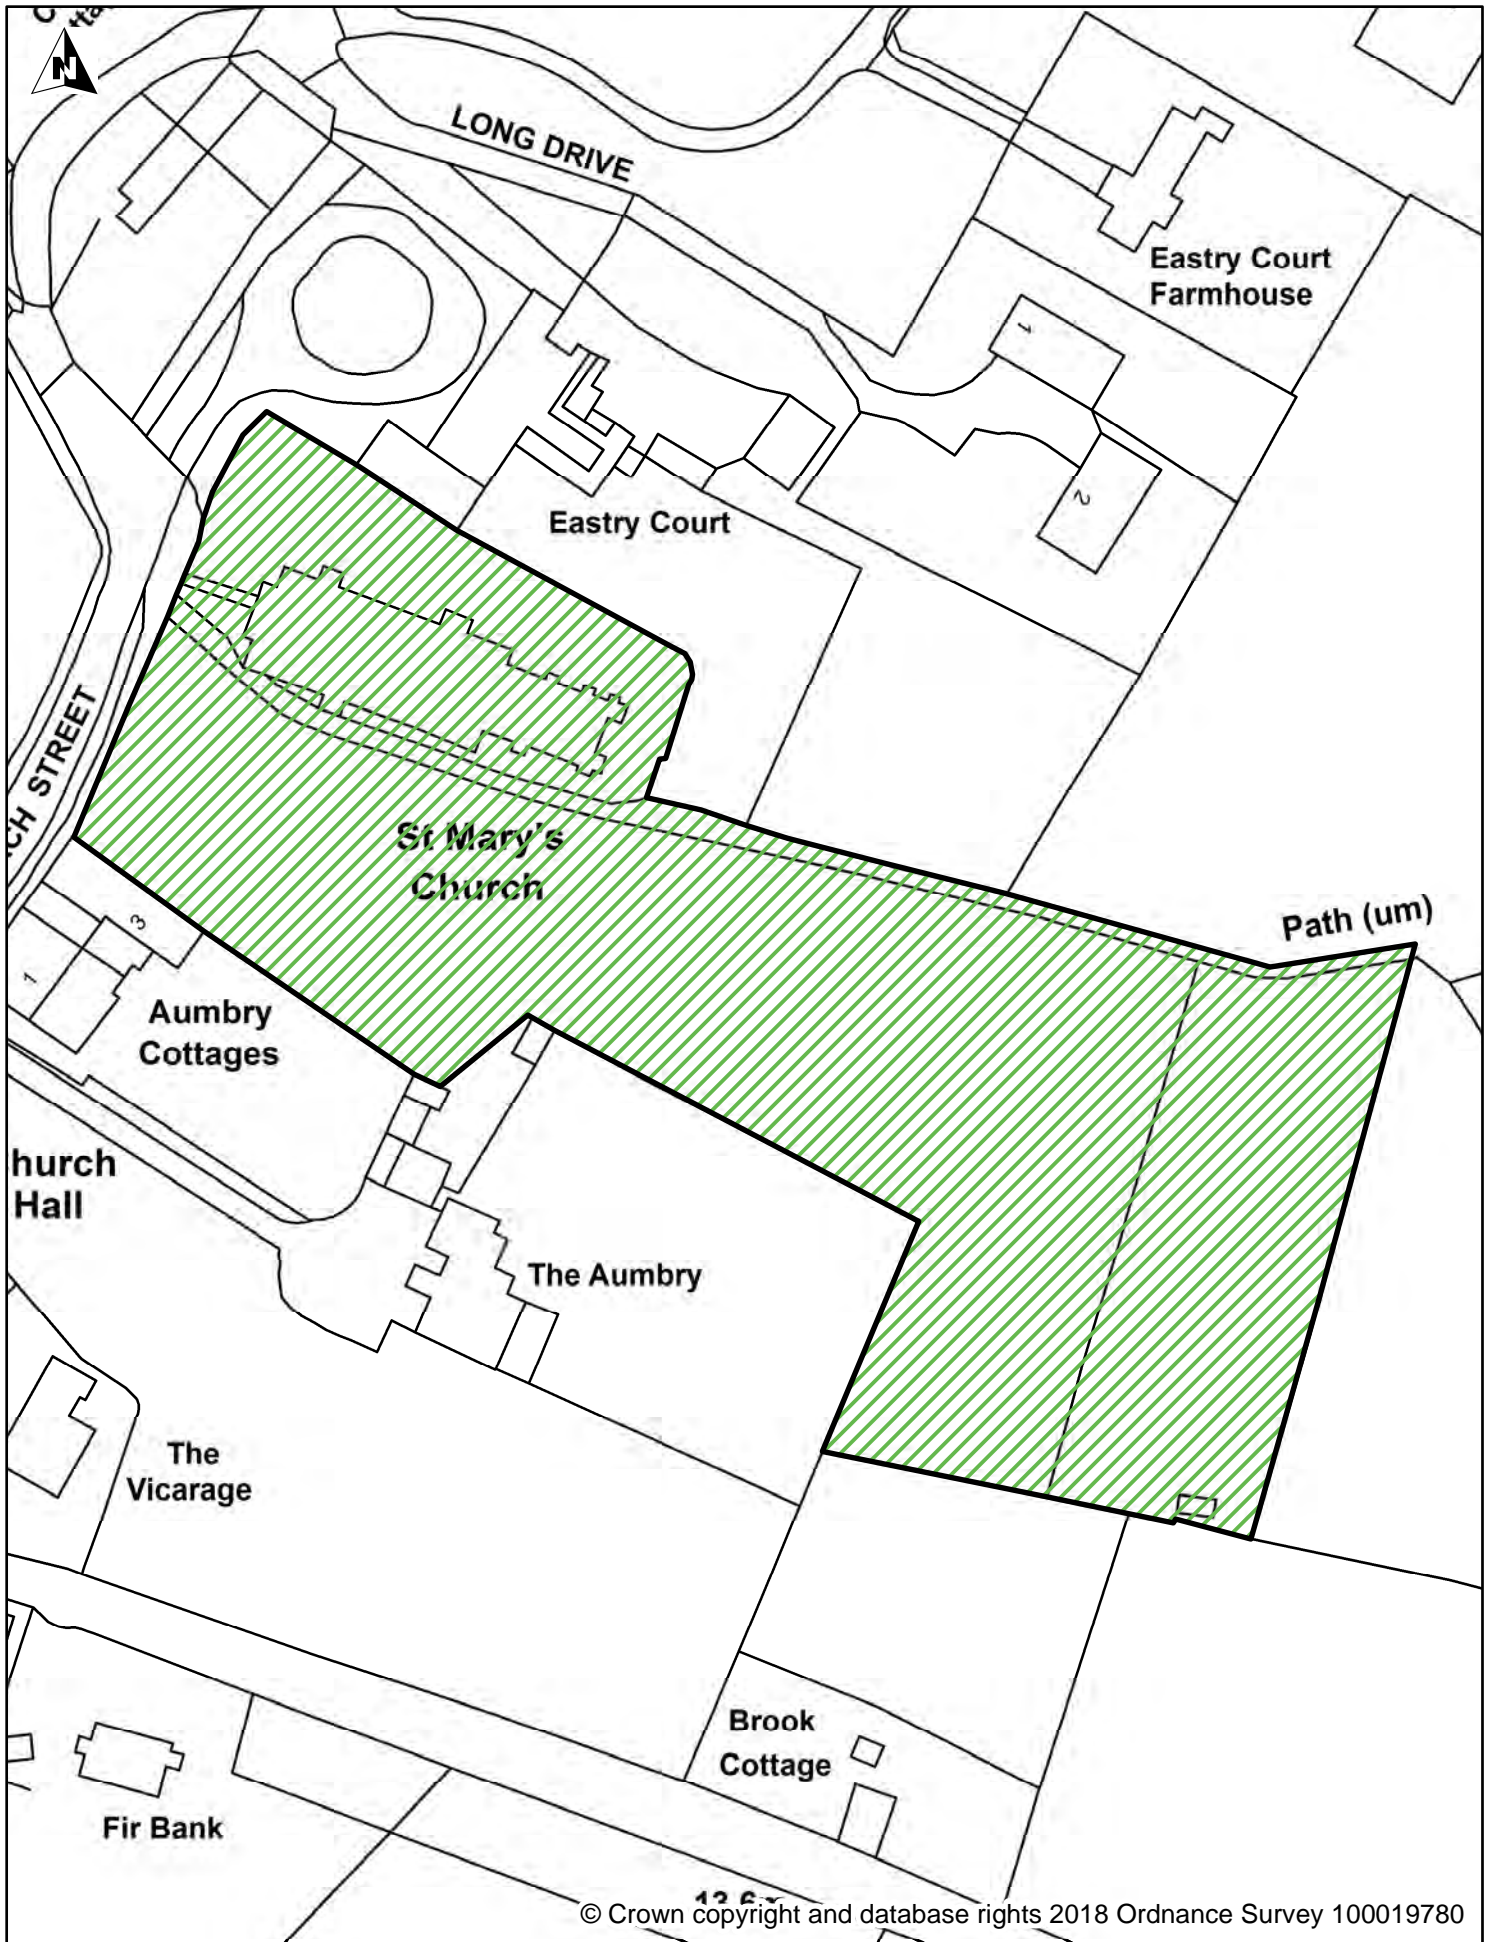 N
LONG DRIVE
Eastry Court
Farmhouse
1
2
Eastry Court
STREET
St Mary's
Church
Path (um)
3
1
Aumbry
Cottages
hurch
Hall
The Aumbry
The
Vicarage
Brook
Cottage
Fir Bank
© Crown copyright and database rights 2018 Ordnance Survey 100019780